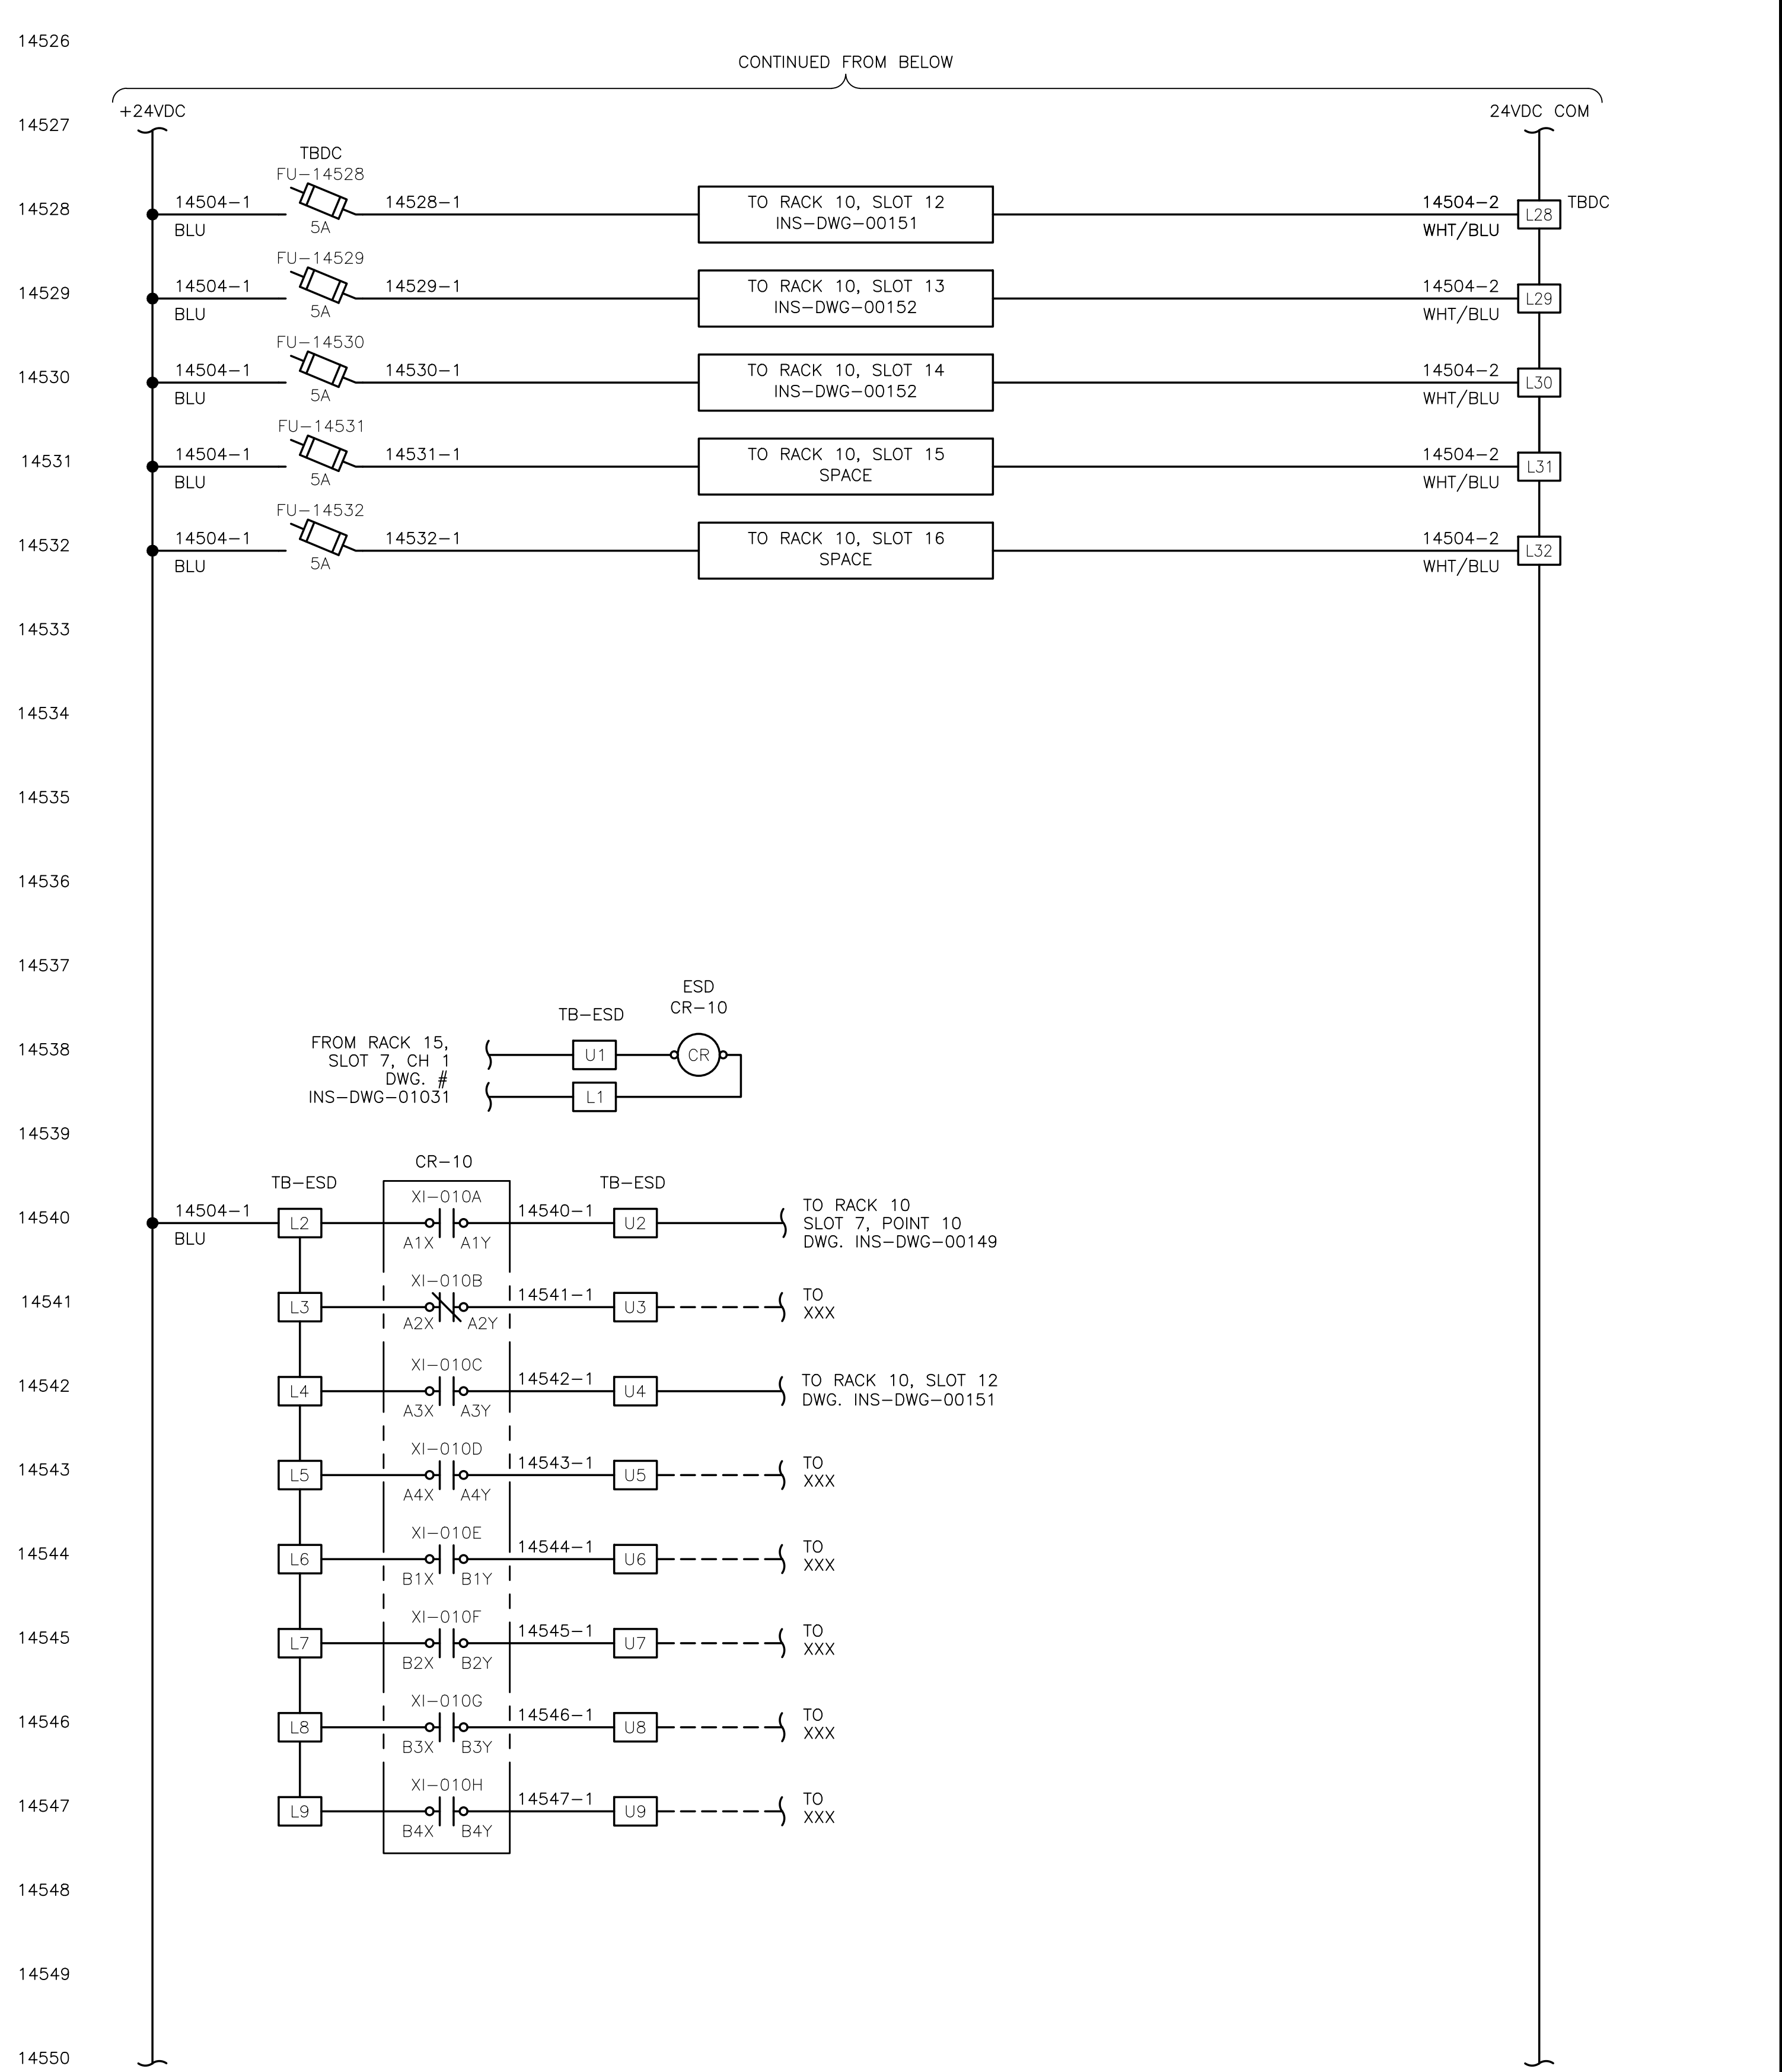 14526
CONTINUED FROM BELOW
+24VDC
24VDC COM
14527
TBDC
FU-14528
14528
14504-1
BLU
5A
14528-1
TO RACK 10, SLOT 12
INS-DWG-00151
14504-2
WHT/BLU
L28
TBDC
FU-14529
14529
14504-1
BLU
5A
14529-1
TO RACK 10, SLOT 13
INS-DWG-00152
14504-2
WHT/BLU
L29
FU-14530
14530
14504-1
BLU
5A
14530-1
TO RACK 10, SLOT 14
INS-DWG-00152
14504-2
WHT/BLU
L30
FU-14531
14531
14504-1
BLU
5A
14531-1
TO RACK 10, SLOT 15
SPACE
14504-2
WHT/BLU
L31
FU-14532
14532
14504-1
BLU
5A
14532-1
TO RACK 10, SLOT 16
SPACE
14504-2
WHT/BLU
L32
14533
14534
14535
14536
14537
ESD
CR-10
TB-ESD
14538
FROM RACK 15,
SLOT 7, CH 1
DWG. #
INS-DWG-01031
U1
CR
L1
14539
CR-10
TB-ESD
TB-ESD
14540
14504-1
BLU
L2
XI-010A
A1X A1Y
14540-1
U2
TO RACK 10
SLOT 7, POINT 10
DWG. INS-DWG-00149
14541
L3
XI-010B
A2X A2Y
14541-1
U3
TO
XXX
14542
L4
XI-010C
A3X A3Y
14542-1
U4
TO RACK 10, SLOT 12
DWG. INS-DWG-00151
14543
L5
XI-010D
A4X A4Y
14543-1
U5
TO
XXX
14544
L6
XI-010E
B1X B1Y
14544-1
U6
TO
XXX
14545
L7
XI-010F
B2X B2Y
14545-1
U7
TO
XXX
14546
L8
XI-010G
B3X B3Y
14546-1
U8
TO
XXX
14547
L9
XI-010H
B4X B4Y
14547-1
U9
TO
XXX
14548
14549
14550